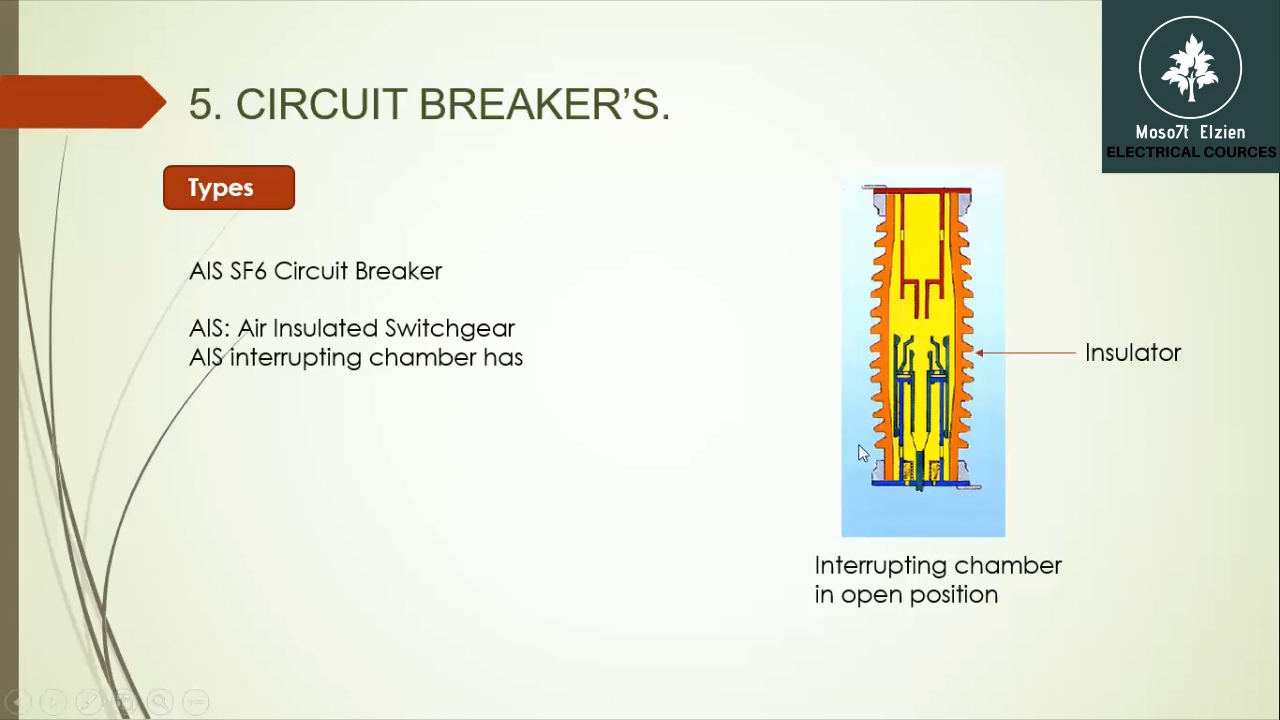 5. CIRCUIT BREAKER’S.
Moso7t Elzien
ELECTRICAL COURCES
Types
AIS SF6 Circuit Breaker
AIS: Air Insulated Switchgear
AIS interrupting chamber has
Insulator
Interrupting chamber
in open position